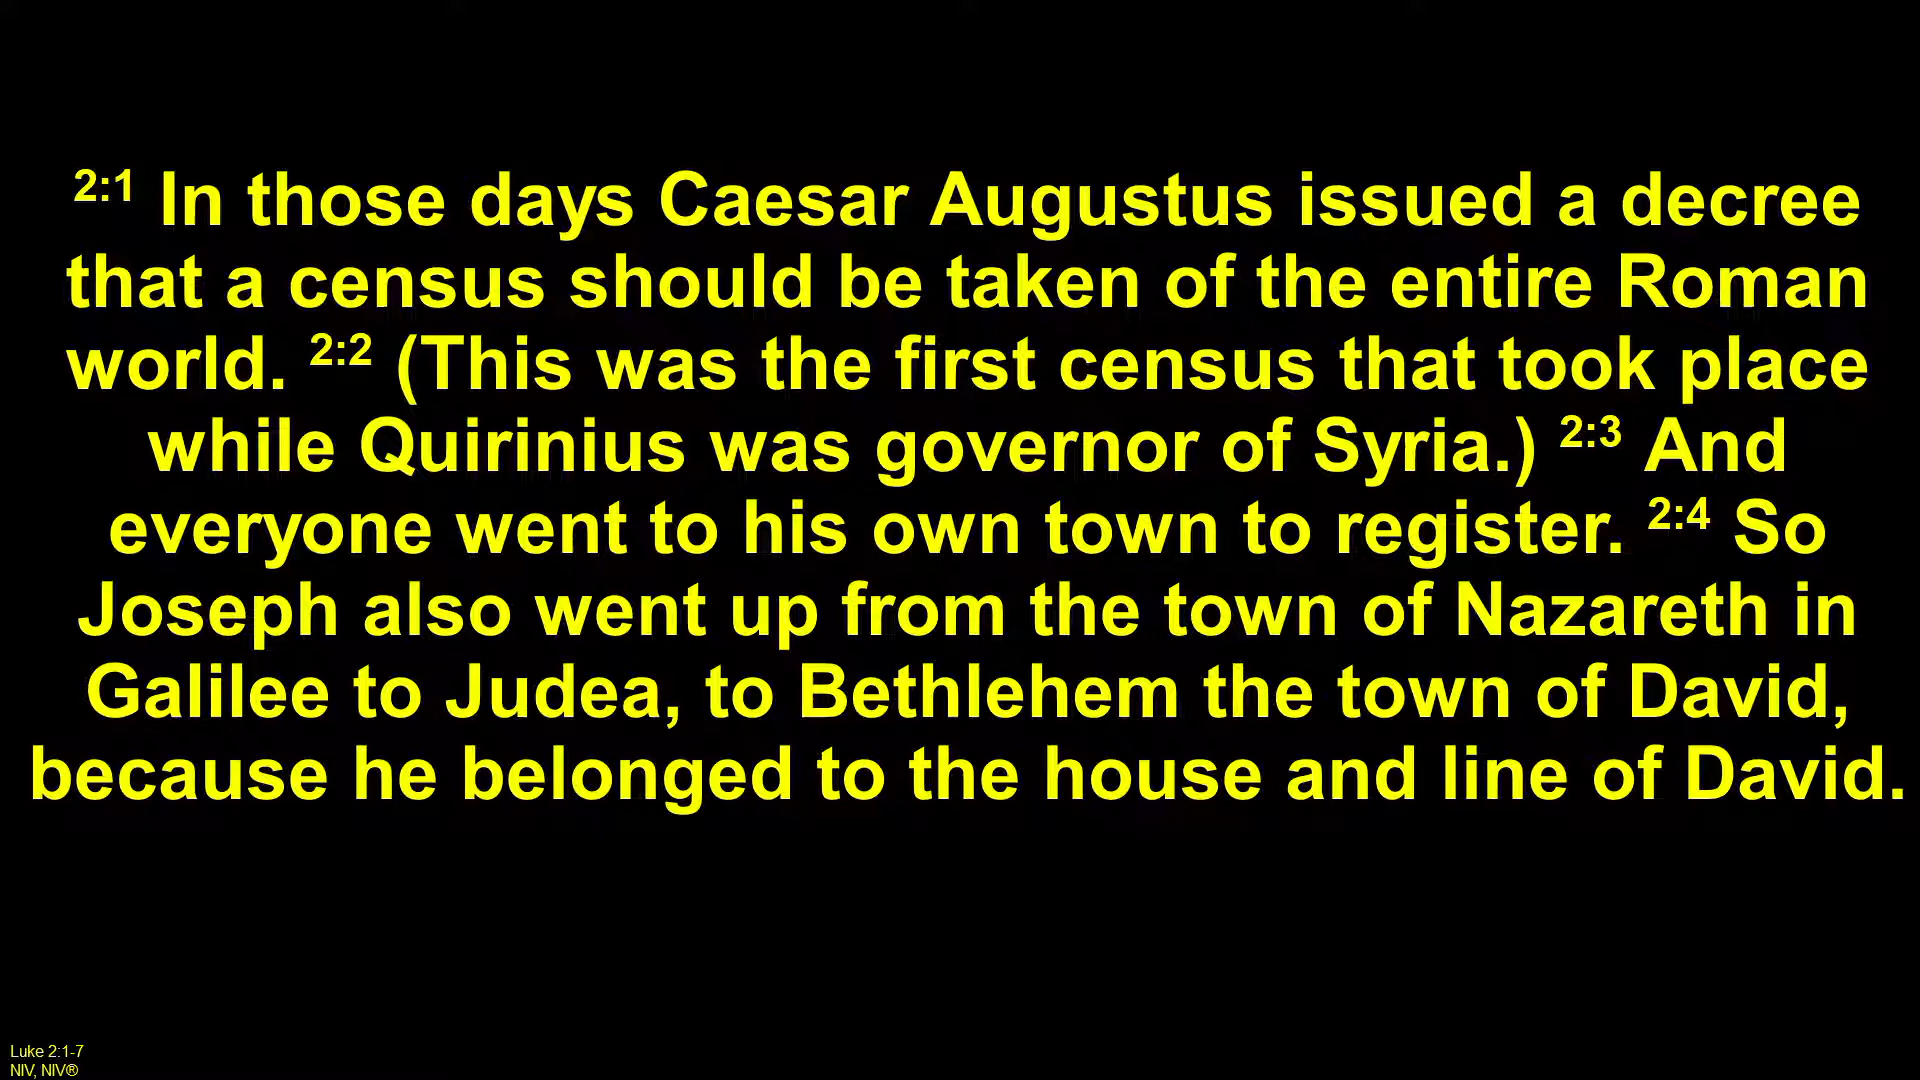 2:1 In those days Caesar Augustus issued a decree
that a census should be taken of the entire Roman
world. 2:2 (This was the first census that took place
while Quirinius was governor of Syria.) 2:3 And
everyone went to his own town to register. 2:4 So
Joseph also went up from the town of Nazareth in
Galilee to Judea, to Bethlehem the town of David,
because he belonged to the house and line of David.
Luke 2:1-7
NIV, NIV®